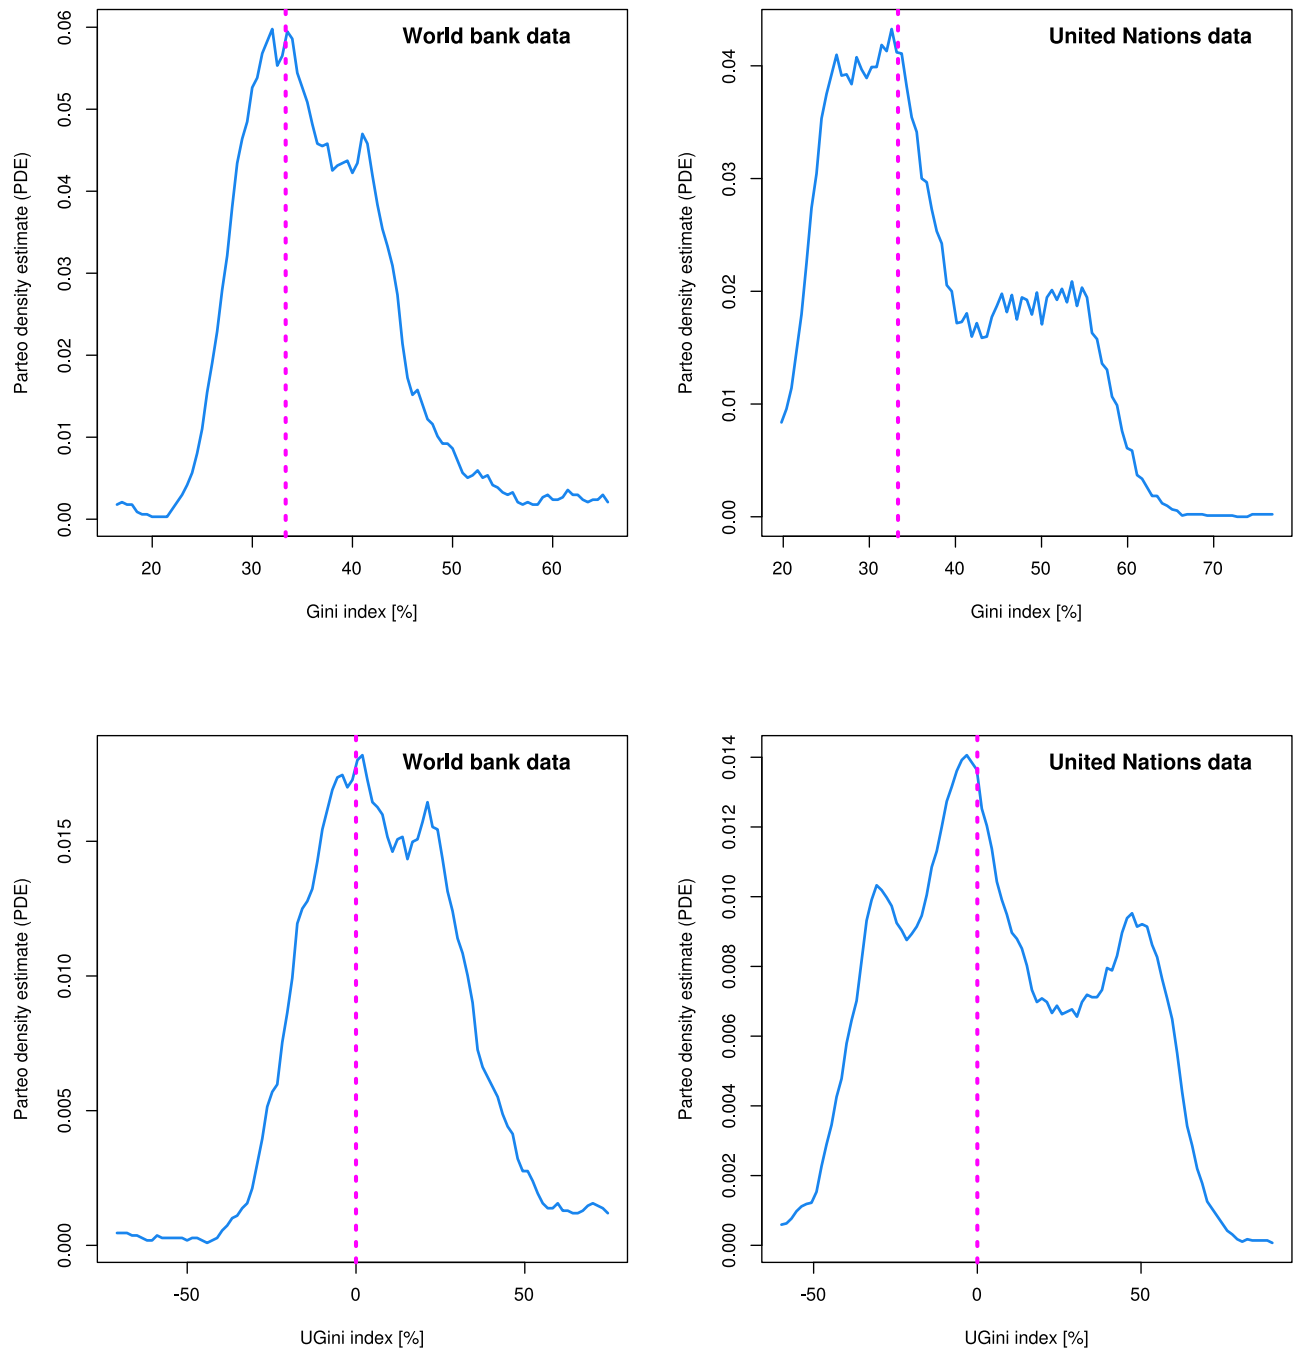 World bank data
Parteo density estimate (PDE)
0.00 0.01 0.02 0.03 0.04 0.05 0.06
20 30 40 50 60
Gini index [%]
United Nations data
Parteo density estimate (PDE)
0.00 0.01 0.02 0.03 0.04
20 30 40 50 60 70
Gini index [%]
World bank data
Parteo density estimate (PDE)
0.000 0.005 0.010 0.015
-50 0 50
UGini index [%]
United Nations data
Parteo density estimate (PDE)
0.000 0.002 0.004 0.006 0.008 0.010 0.012 0.014
-50 0 50
UGini index [%]